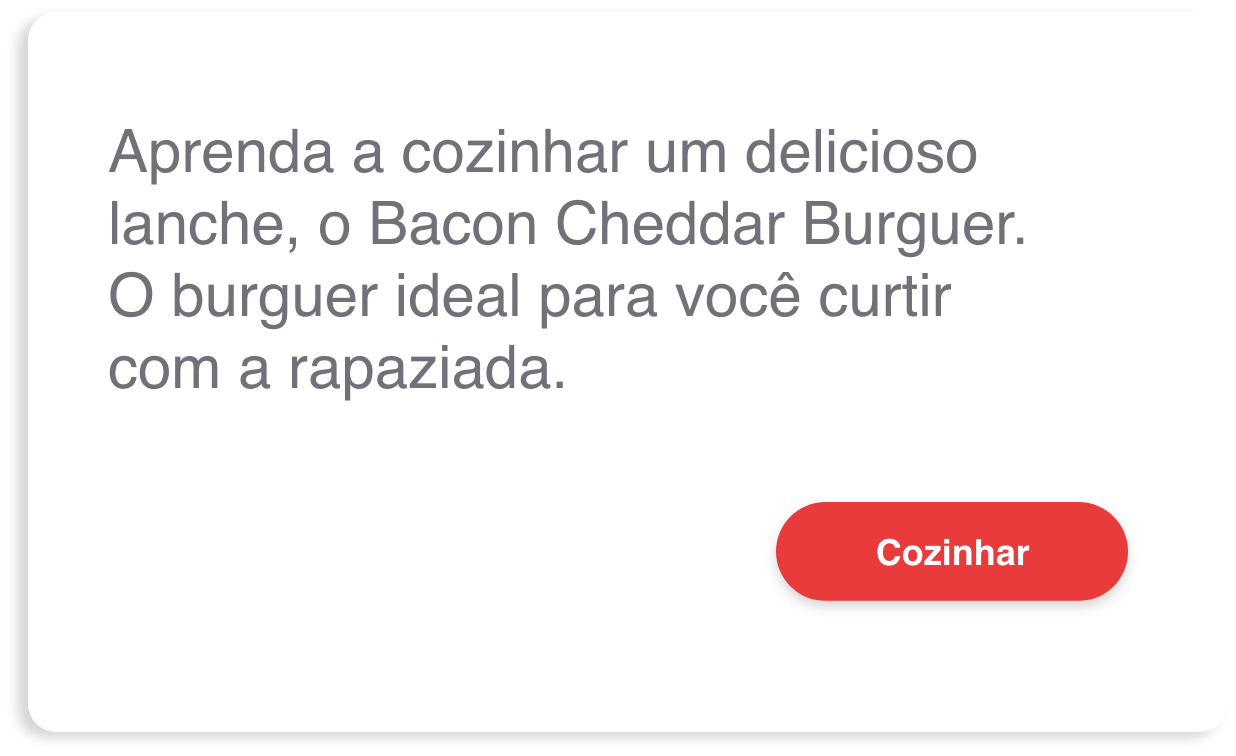 Aprenda a cozinhar um delicioso
lanche, o Bacon Cheddar Burguer.
O burguer ideal para você curtir
com a rapaziada.
Cozinhar